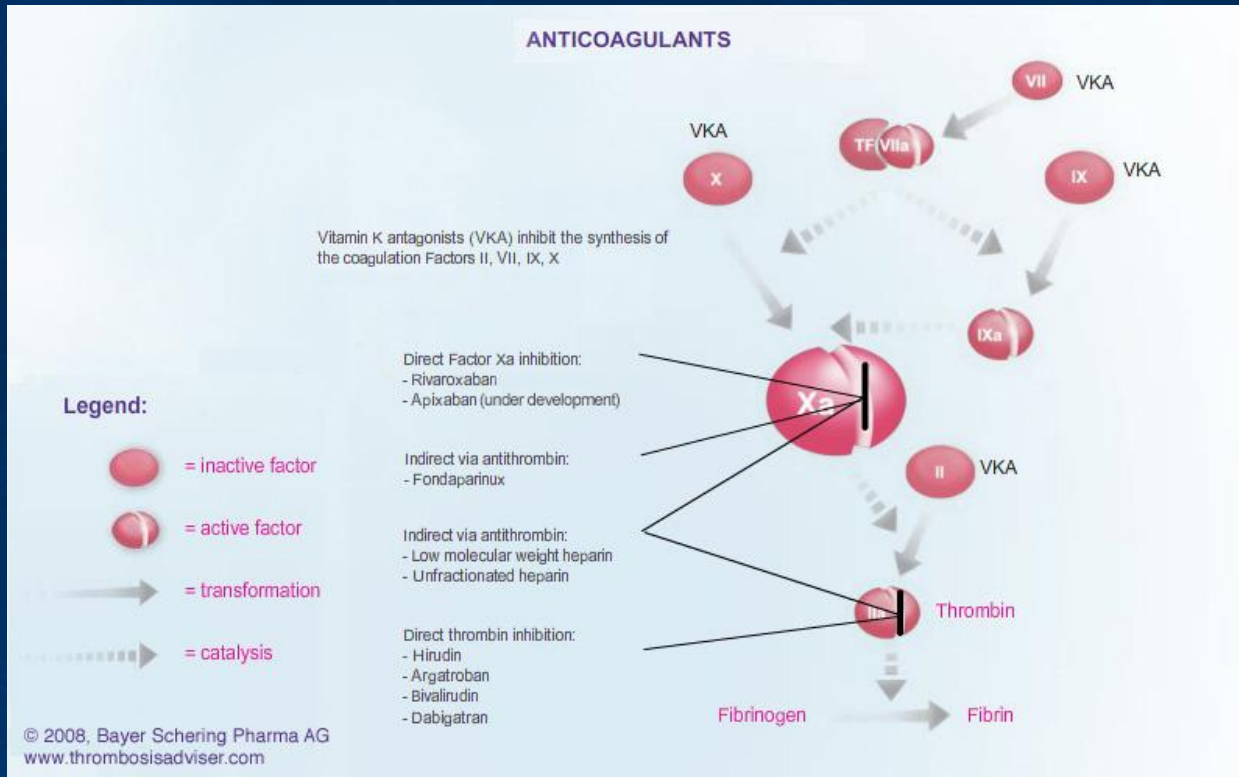 ANTICOAGULANTS
VII VKA
TF VIIa
VKA
X
IX VKA
Vitamin K antagonists (VKA) inhibit the synthesis of
the coagulation Factors II, VII, IX, X
IXa
Direct Factor Xa inhibition:
- Rivaroxaban
- Apixaban (under development)
Xa
Indirect via antithrombin:
- Fondaparinux
II VKA
Indirect via antithrombin:
- Low molecular weight heparin
- Unfractionated heparin
IIa Thrombin
Direct thrombin inhibition:
- Hirudin
- Argatroban
- Bivalirudin
- Dabigatran
Fibrinogen Fibrin
Legend:
= inactive factor
= active factor
= transformation
= catalysis
© 2008, Bayer Schering Pharma AG
www.thrombosisadviser.com